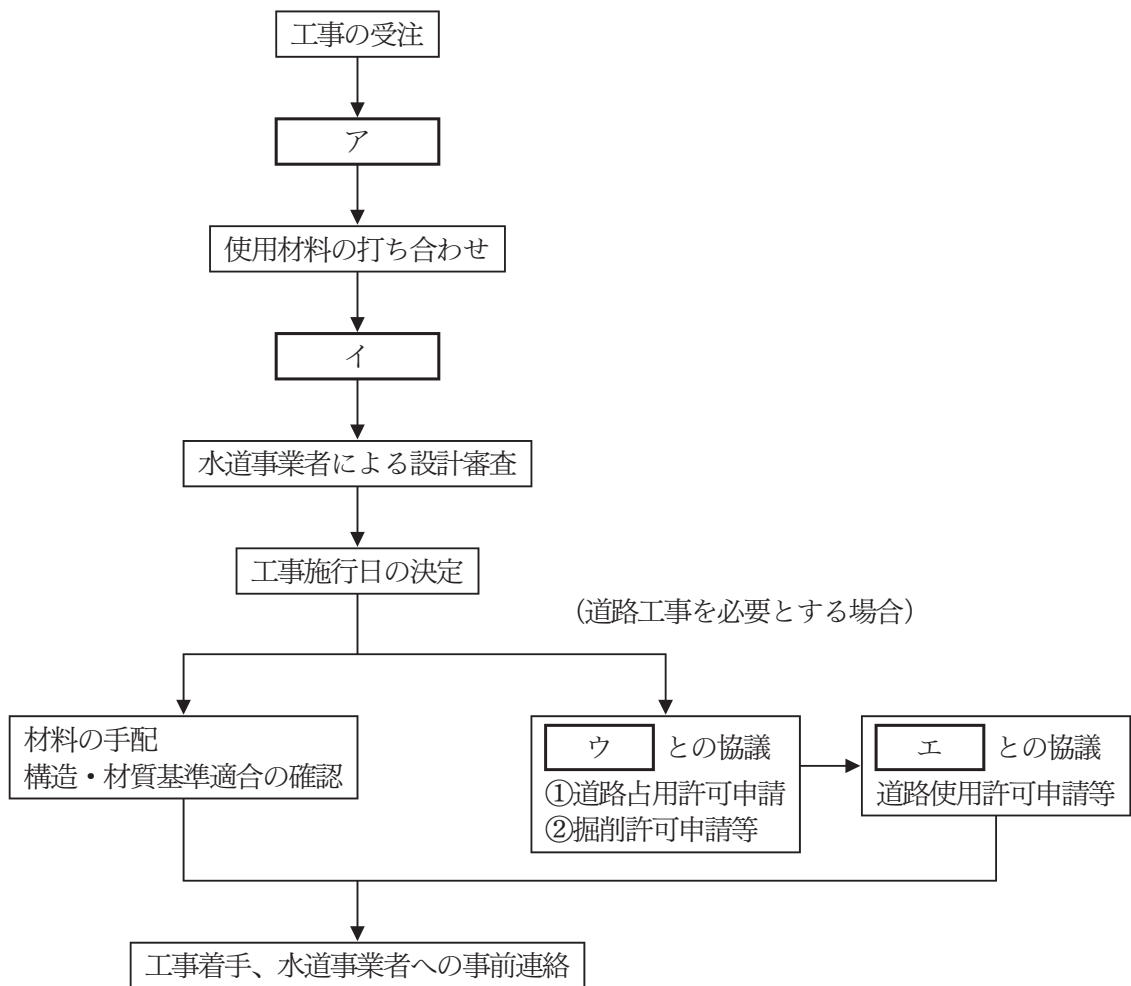 工事の受注
ア
使用材料の打ち合わせ
イ
水道事業者による設計審査
工事施行日の決定
（道路工事を必要とする場合）
材料の手配
構造・材質基準適合の確認
ウ との協議
①道路占用許可申請
②掘削許可申請等
エ との協議
道路使用許可申請等
工事着手、水道事業者への事前連絡